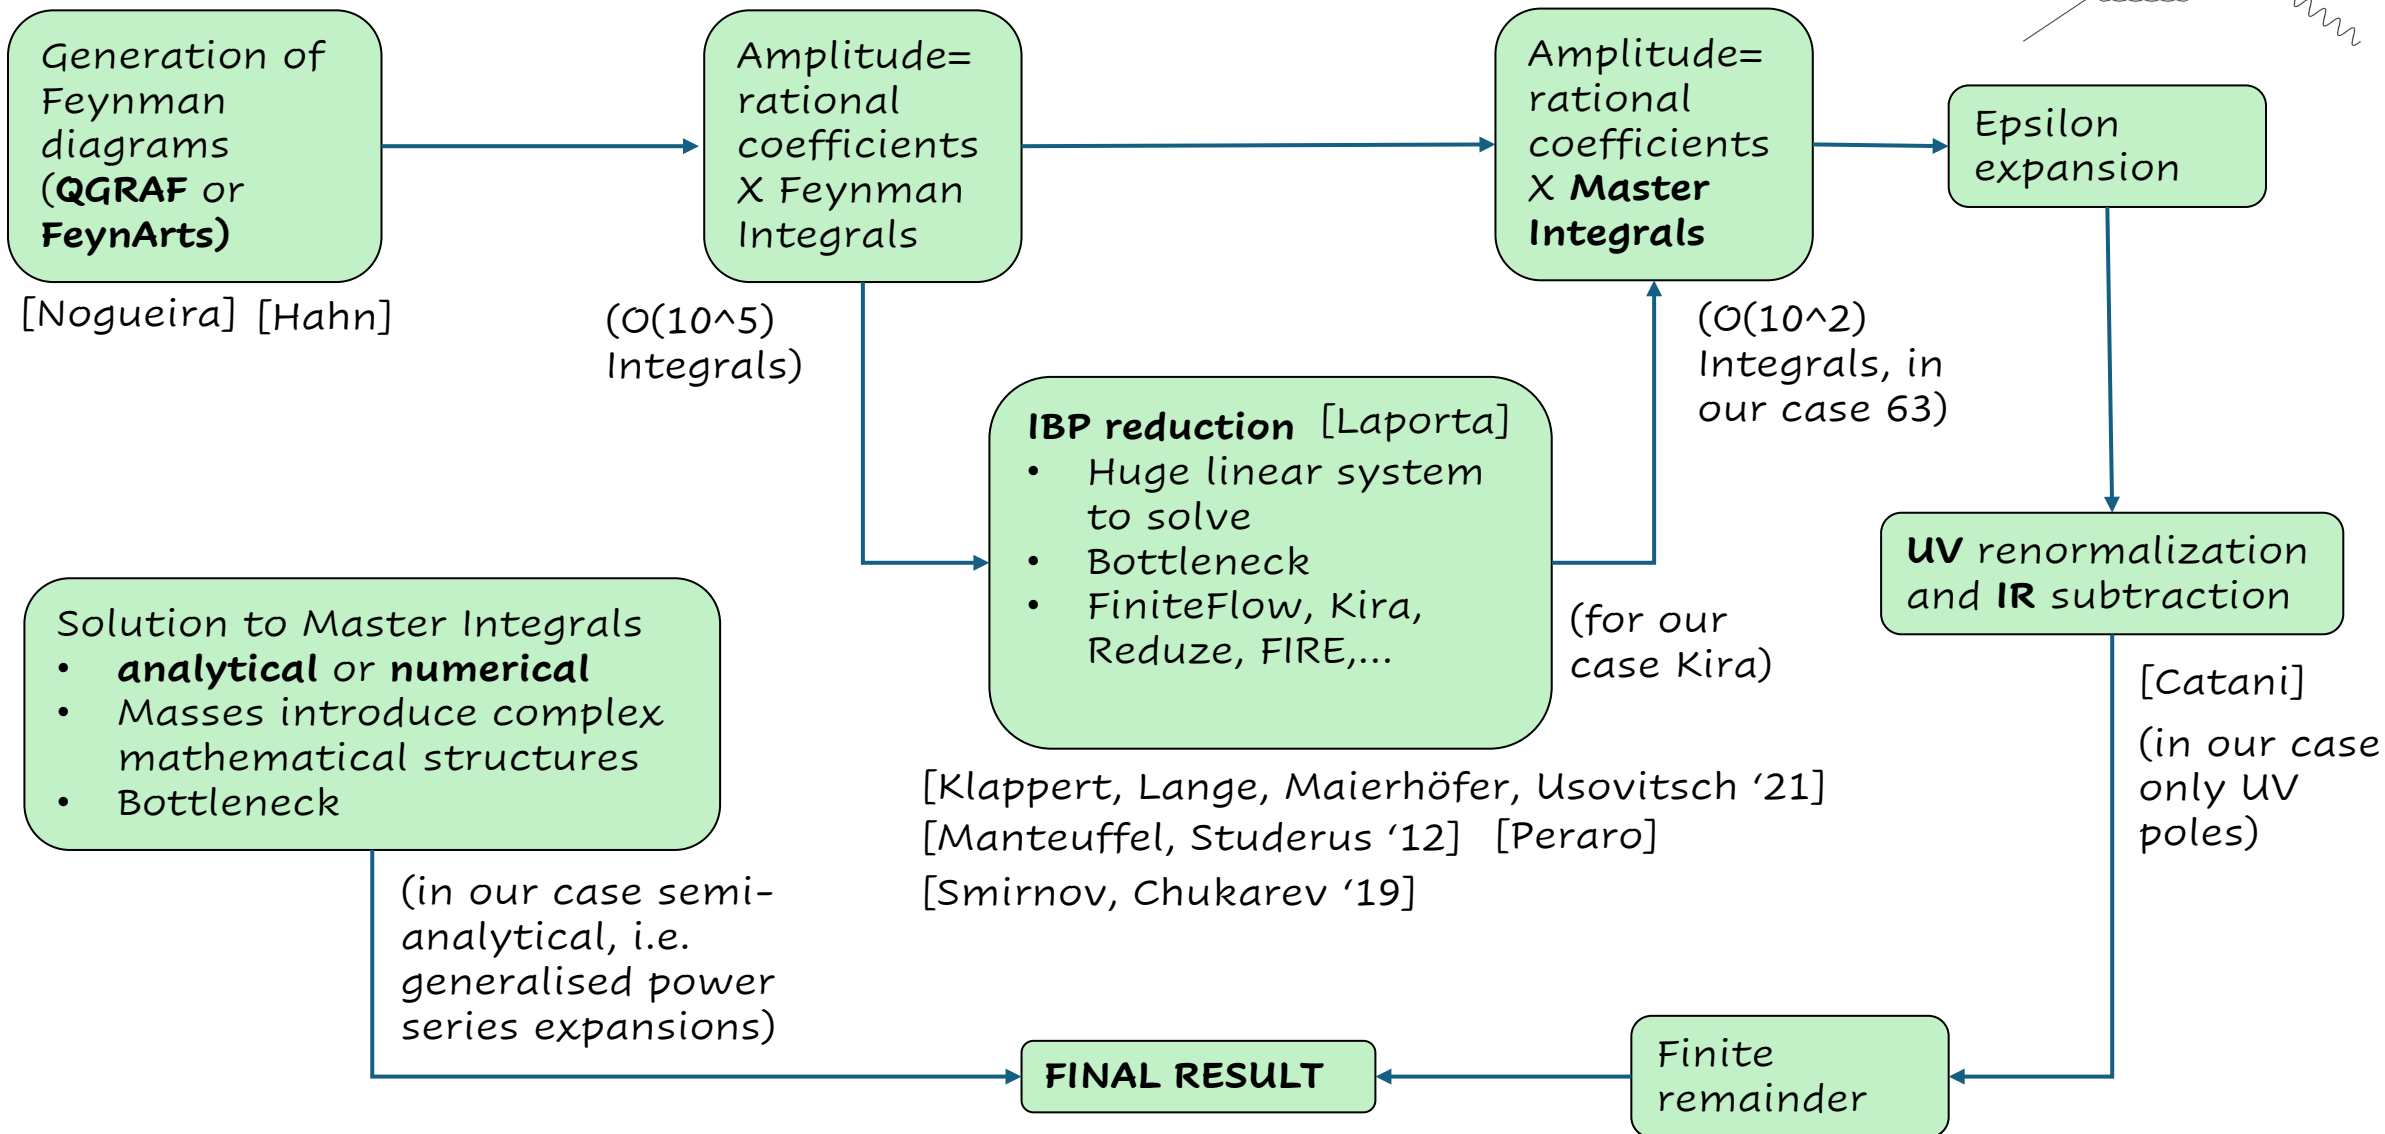 Generation of
Feynman
diagrams
(QGRAF or
FeynArts)
[Nogueira] [Hahn]
Amplitude=
rational
coefficients
X Feynman
Integrals
(O(10^5)
Integrals)
Amplitude=
rational
coefficients
X Master
Integrals
(O(10^2)
Integrals, in
our case 63)
Epsilon
expansion
IBP reduction [Laporta]
• Huge linear system
to solve
• Bottleneck
• FiniteFlow, Kira,
Reduze, FIRE,...
(for our
case Kira)
[Klappert, Lange, Maierhöfer, Usovitsch ‘21]
[Manteuffel, Studerus ‘12] [Peraro]
[Smirnov, Chukarev ‘19]
UV renormalization
and IR subtraction
[Catani]
(in our case
only UV
poles)
Solution to Master Integrals
• analytical or numerical
• Masses introduce complex
mathematical structures
• Bottleneck
(in our case semi-
analytical, i.e.
generalised power
series expansions)
FINAL RESULT
Finite
remainder